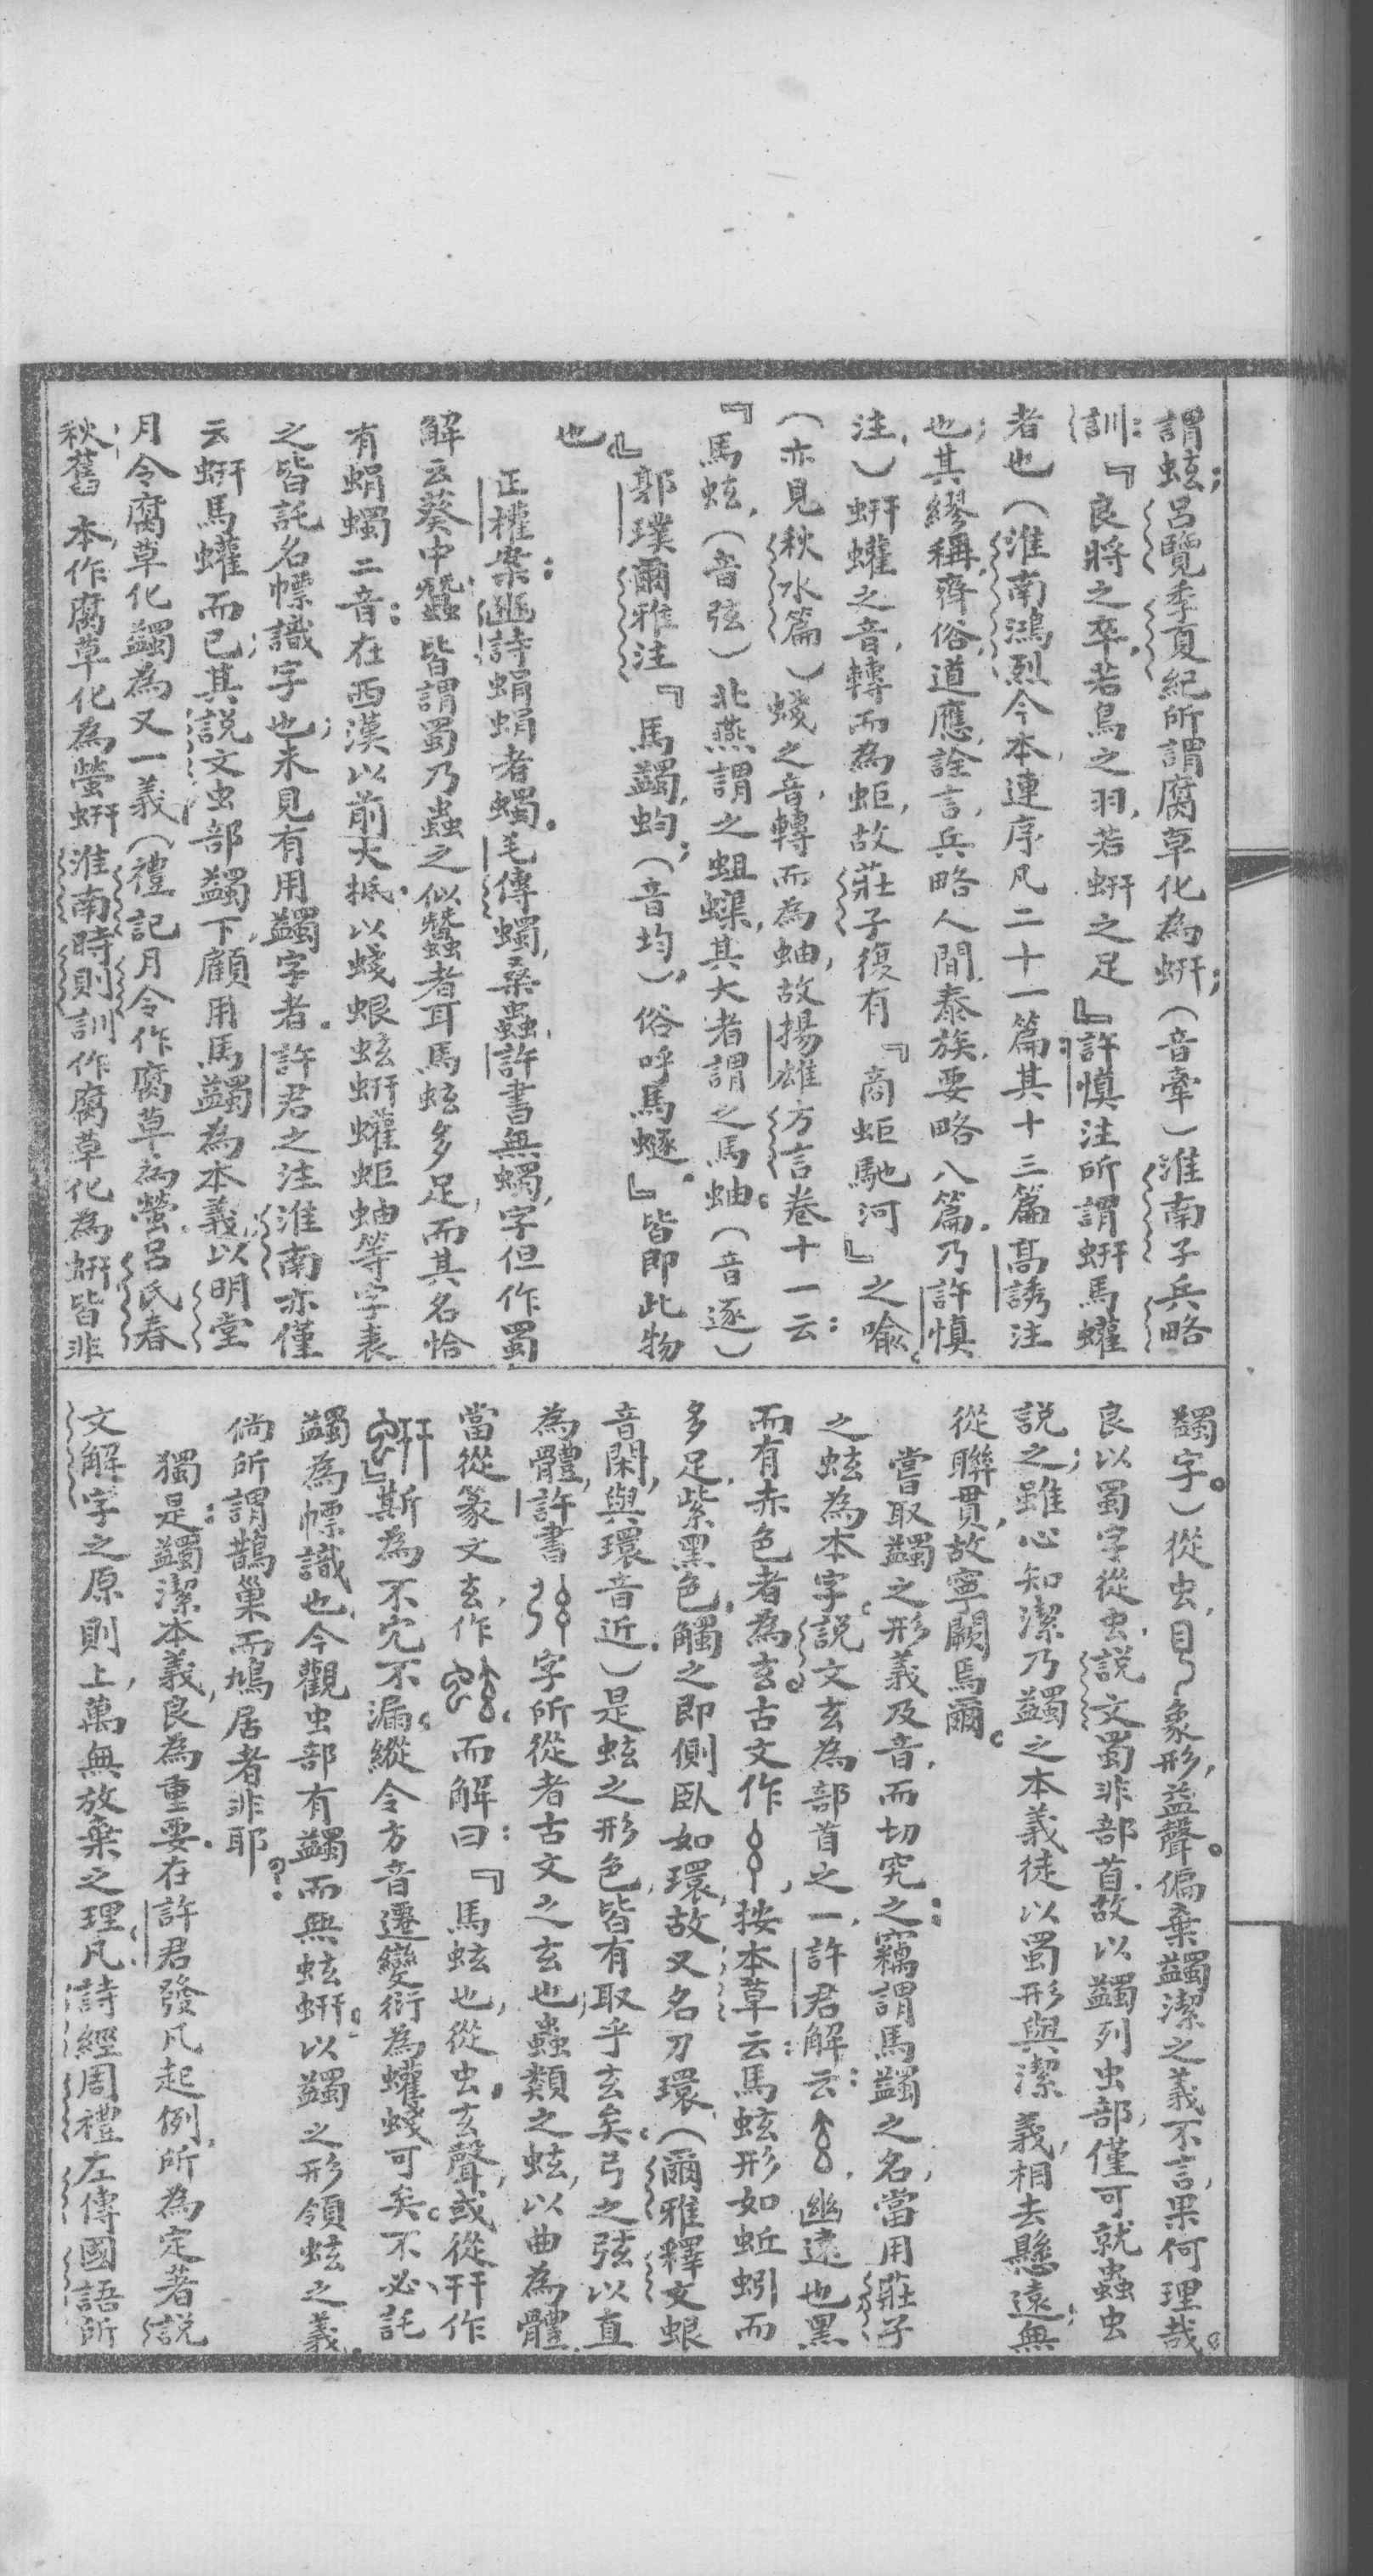 謂蚿；呂覽季夏紀所謂腐草化為蚈；（音牽）淮南子兵略
訓：『良將之卒，若鳥之羽，若蚈之足』許慎注所謂蚈馬蠸
者也（淮南鴻烈今本，連序凡二十一篇；其十三篇高誘注
也；其繆稱，齊俗，道應，詮言，兵略，人間，泰族，要略八篇，乃許慎
注，）蚈蠸之音，轉而為蚷，故莊子復有『商蚷馳河』之喻。
（亦見秋水篇）蝬之音，轉而為蚰，故揚雄方言卷十一云：
『馬蚿，（音弦）北燕謂之蛆蟝，其大者謂之馬蚰。（音逐）
』郭璞爾雅注『馬蠲，蚐；（音均），俗呼馬䗦。』皆即此物
也。
正權案：豳詩蜎蜎者蠋。毛傳蠋，桑蟲，許書無蠋，字但作蜀，
解云葵中蠶，皆謂蜀乃蟲之似蠶者耳馬蚿多足，而其名恰
有蜎蠋二音：在西漢以前大抵，以蝬蛝蚿蚈蠸蚷蚰等字表
之皆託名幖識字也；未見有用蠲字者。許君之注淮南亦僅
云蚈馬蠸而已；其説文虫部蠲下，顧用馬蠲為本義，以明堂
月令腐草化蠲為又一義（禮記月令作腐草為螢，呂氏春
秋，舊本，作腐草化為螢蚈淮南時則訓作腐草化為蚈皆非
蠲字。）從虫，目𠃌象形，益聲。偏棄蠲潔之義不言，果何理哉。
良以蜀字從虫，説文蜀非部首，故以蠲列虫部，僅可就蟲虫
説之；雖心知潔乃蠲之本義徒以蜀形與潔義，相去懸遠；無
從聯貫，故寧闕焉爾。
嘗取蠲之形義及音，而切究之：竊謂馬蠲之名，當用莊子
之蚿為本字。説文玄為部首之一，許君解云：，幽遠也黑
而有赤色者為玄。古文作，按本草云：馬蚿形如蚯蚓而
多足，紫黑色，觸之即側臥如環，故又名刀環，（爾雅釋文蛝
音閑，與環音近，）是蚿之形色，皆有取乎玄矣。弓之弦以直
為體，許書字所從者古文之玄也；蟲類之蚿，以曲為體，
當從篆文玄，作。而解曰：『馬蚿也，從虫，玄聲，或從幵作
』斯為不宂不漏。縱令方音遷變衍為蠸蝬可矣。不必託
蠲為幖識也，今觀虫部有蠲而無蚿蚈。以蠲之形領蚿之義，
倘所謂鵲巢而鳩居者非耶？
獨是：蠲潔本義，良為重要。在許君發凡起例，所為定著説
文解字之原則上，萬無放棄之理，凡詩經周禮左傳國語所